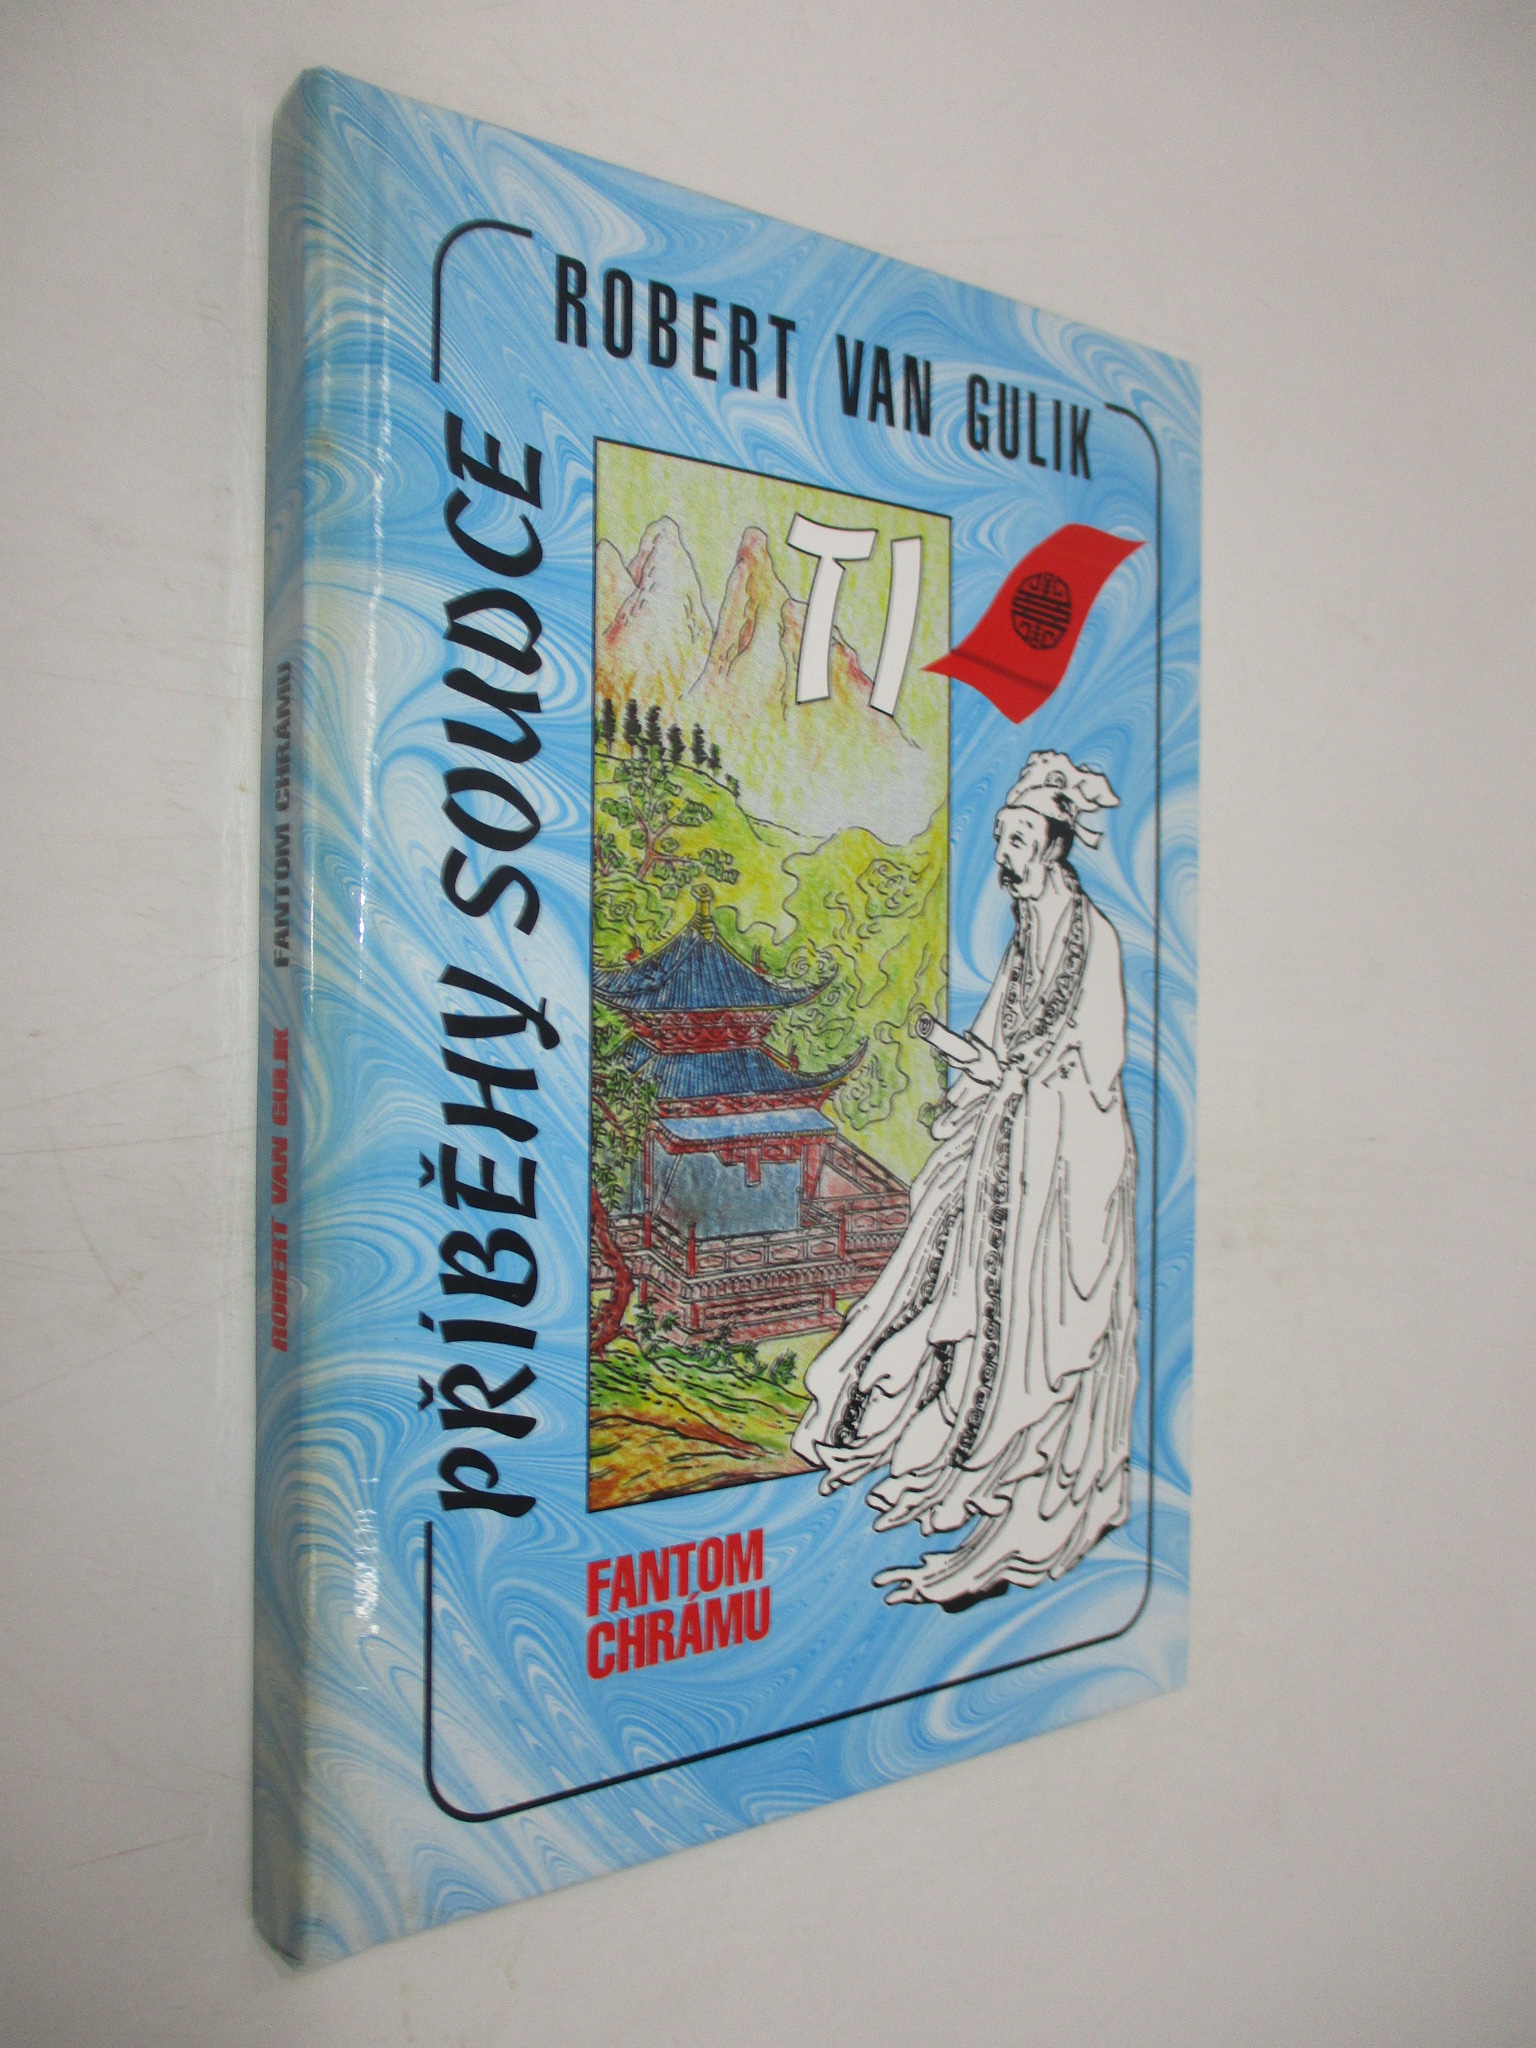 ROBERT VAN GULIK
PŘÍBĚHY SOUDCE
TI
FANTOM
CHRÁMU
ROBERT VAN GULIK FANTOM CHRÁMU